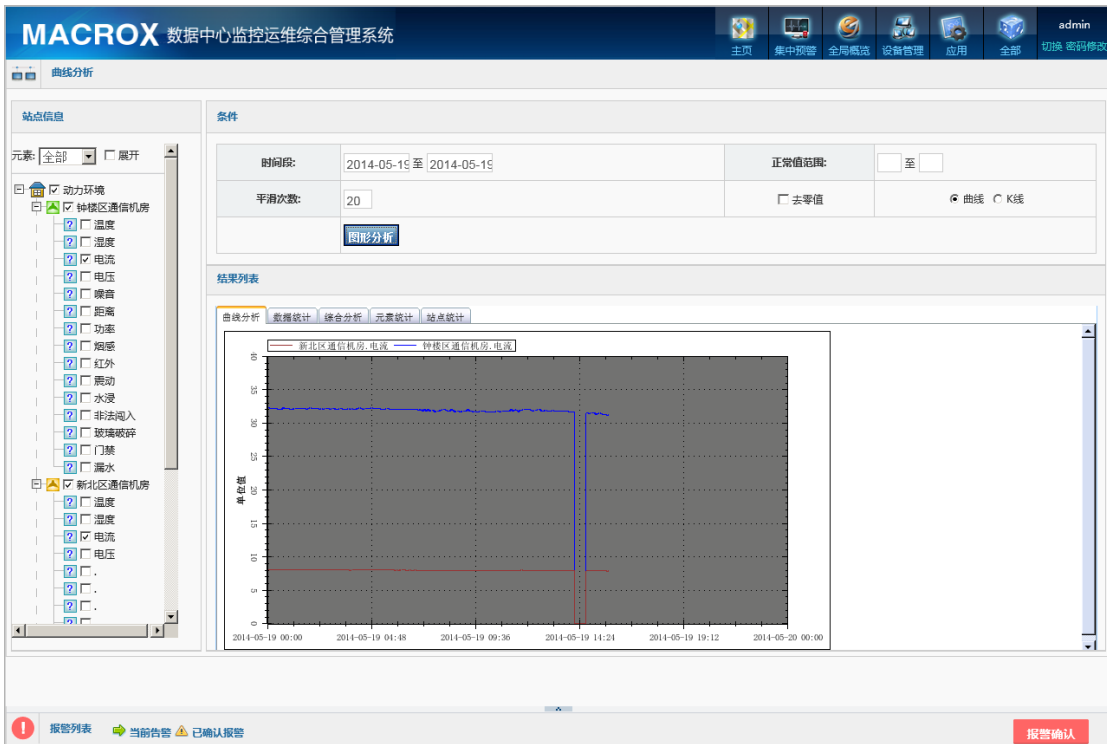 MACROX 数据中心监控运维综合管理系统
主页 集中预警 全局概览 设备管理 应用 全部
admin
切换 密码修改
曲线分析
站点信息
元素: 全部 展开
动力环境
钟楼区通信机房
温度
湿度
电流
电压
噪音
距离
功率
烟感
红外
震动
水浸
非法闯入
玻璃破碎
门禁
漏水
新北区通信机房
温度
湿度
电流
电压
.
.
.
条件
时间段: 2014-05-19 至 2014-05-19 正常值范围: 至
平滑次数: 20 去零值 曲线 K线
图形分析
结果列表
曲线分析 数据统计 综合分析 元素统计 站点统计
新北区通信机房.电流 钟楼区通信机房.电流
40
35
30
25
20
15
10
5
0
单位值
2014-05-19 00:00 2014-05-19 04:48 2014-05-19 09:36 2014-05-19 14:24 2014-05-19 19:12 2014-05-20 00:00
报警列表 当前告警 已确认报警
报警确认